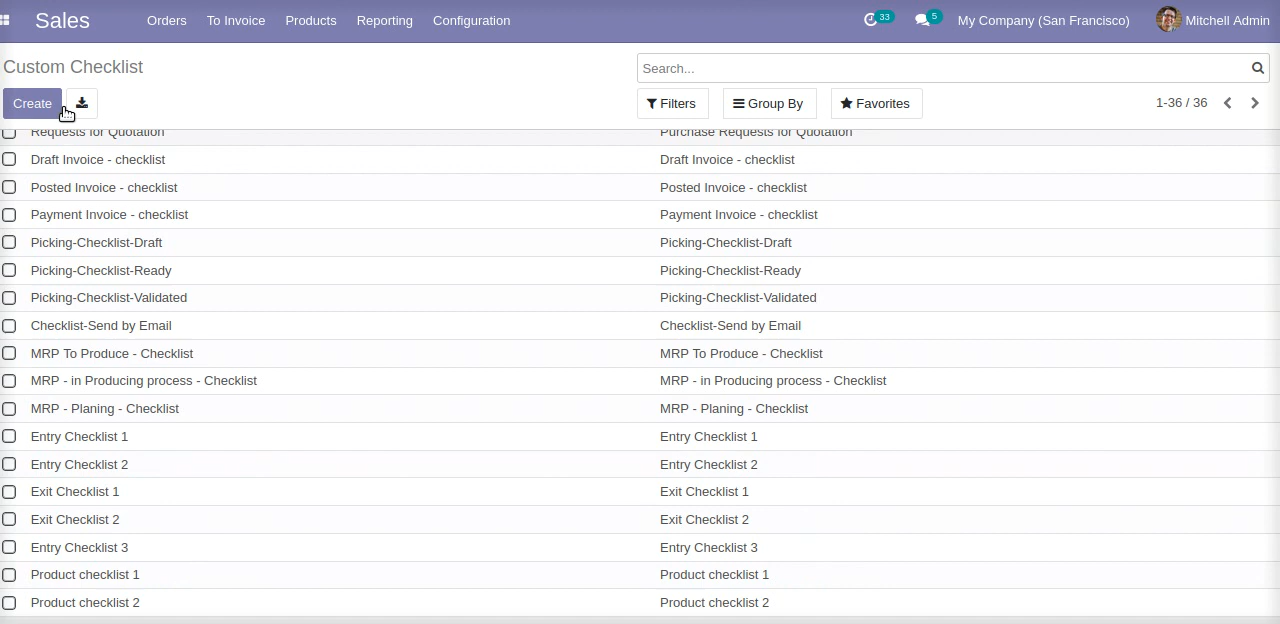 Sales Orders To Invoice Products Reporting Configuration 33 5 My Company (San Francisco) Mitchell Admin
Custom Checklist Search...
Create Filters Group By Favorites 1-36 / 36
Requests for Quotation Purchase Requests for Quotation
Draft Invoice - checklist Draft Invoice - checklist
Posted Invoice - checklist Posted Invoice - checklist
Payment Invoice - checklist Payment Invoice - checklist
Picking-Checklist-Draft Picking-Checklist-Draft
Picking-Checklist-Ready Picking-Checklist-Ready
Picking-Checklist-Validated Picking-Checklist-Validated
Checklist-Send by Email Checklist-Send by Email
MRP To Produce - Checklist MRP To Produce - Checklist
MRP - in Producing process - Checklist MRP - in Producing process - Checklist
MRP - Planing - Checklist MRP - Planing - Checklist
Entry Checklist 1 Entry Checklist 1
Entry Checklist 2 Entry Checklist 2
Exit Checklist 1 Exit Checklist 1
Exit Checklist 2 Exit Checklist 2
Entry Checklist 3 Entry Checklist 3
Product checklist 1 Product checklist 1
Product checklist 2 Product checklist 2